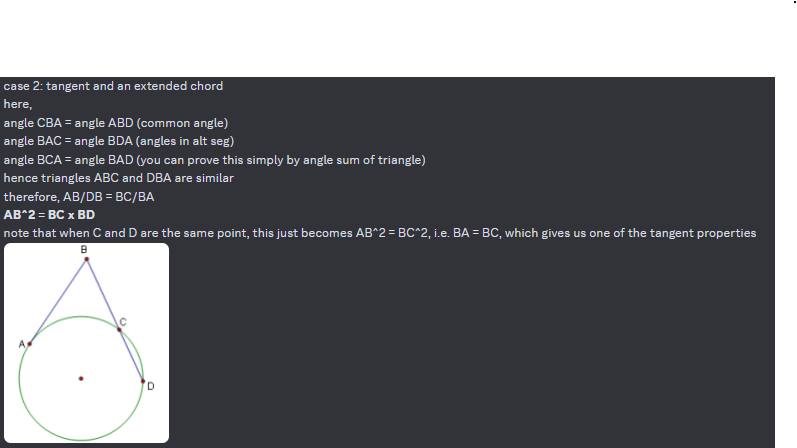 case 2: tangent and an extended chord
here,
angle CBA = angle ABD (common angle)
angle BAC = angle BDA (angles in alt seg)
angle BCA = angle BAD (you can prove this simply by angle sum of triangle)
hence triangles ABC and DBA are similar
therefore, AB/DB = BC/BA
AB^2 = BC x BD
note that when C and D are the same point, this just becomes AB^2 = BC^2, i.e. BA = BC, which gives us one of the tangent properties
B
C
A
D